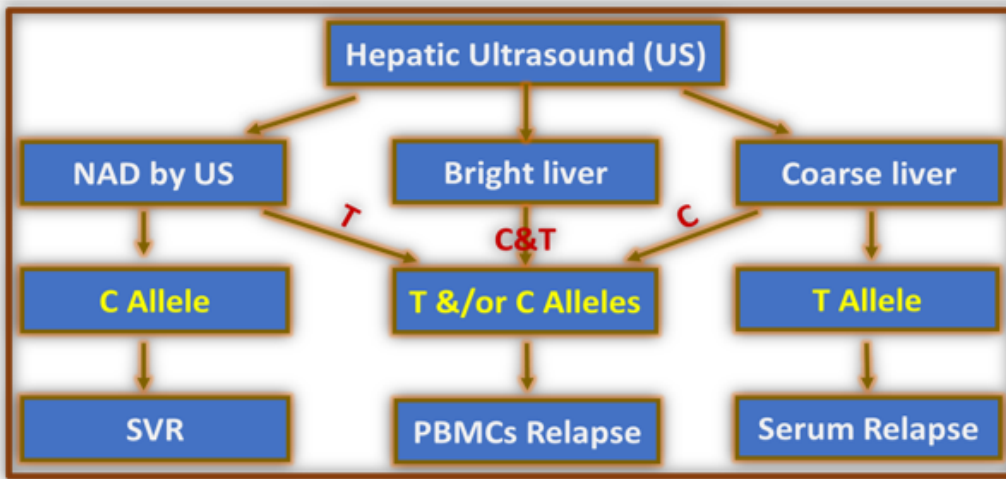 Hepatic Ultrasound (US)
NAD by US
Bright liver
Coarse liver
T
C&T
C
C Allele
T &/or C Alleles
T Allele
SVR
PBMCs Relapse
Serum Relapse